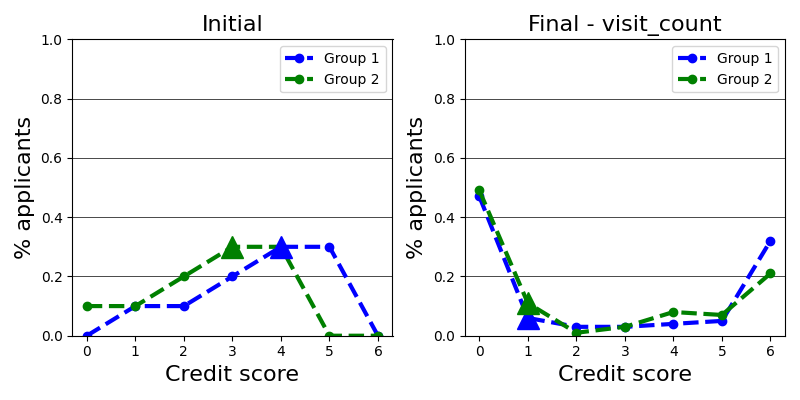 Initial
Final - visit_count
1.0
0.8
0.6
0.4
0.2
0.0
% applicants
Group 1
Group 2
0 1 2 3 4 5 6
Credit score
1.0
0.8
0.6
0.4
0.2
0.0
% applicants
Group 1
Group 2
0 1 2 3 4 5 6
Credit score